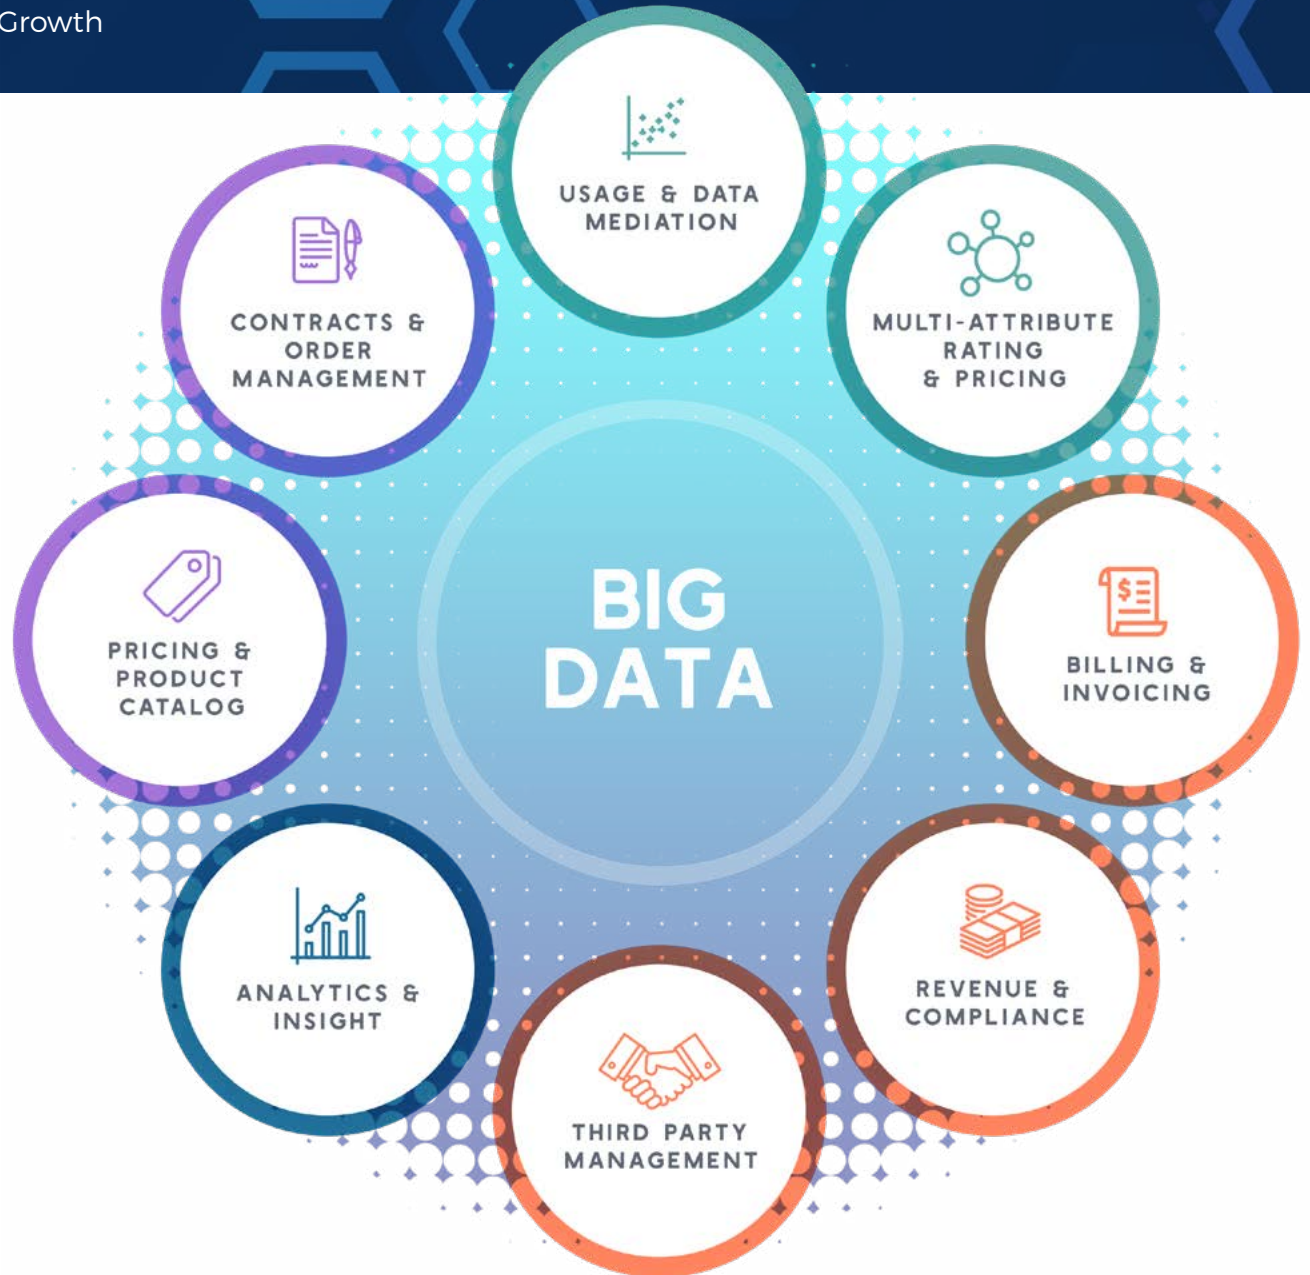 Growth
USAGE & DATA
MEDIATION
MULTI-ATTRIBUTE
RATING
& PRICING
BILLING &
INVOICING
REVENUE &
COMPLIANCE
THIRD PARTY
MANAGEMENT
ANALYTICS &
INSIGHT
PRICING &
PRODUCT
CATALOG
CONTRACTS &
ORDER
MANAGEMENT
BIG
DATA